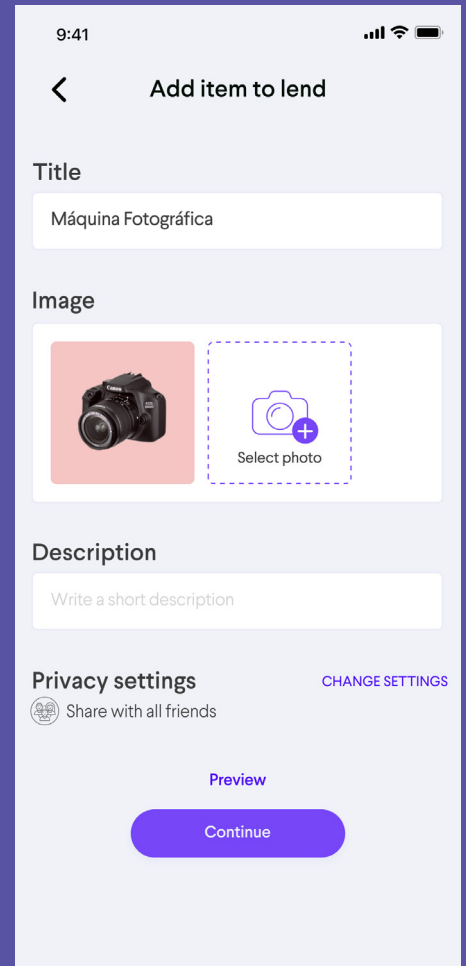 9:41
Add item to lend
Title
Máquina Fotográfica
Image
Canon
Select photo
Description
Write a short description
Privacy settings
CHANGE SETTINGS
Share with all friends
Preview
Continue